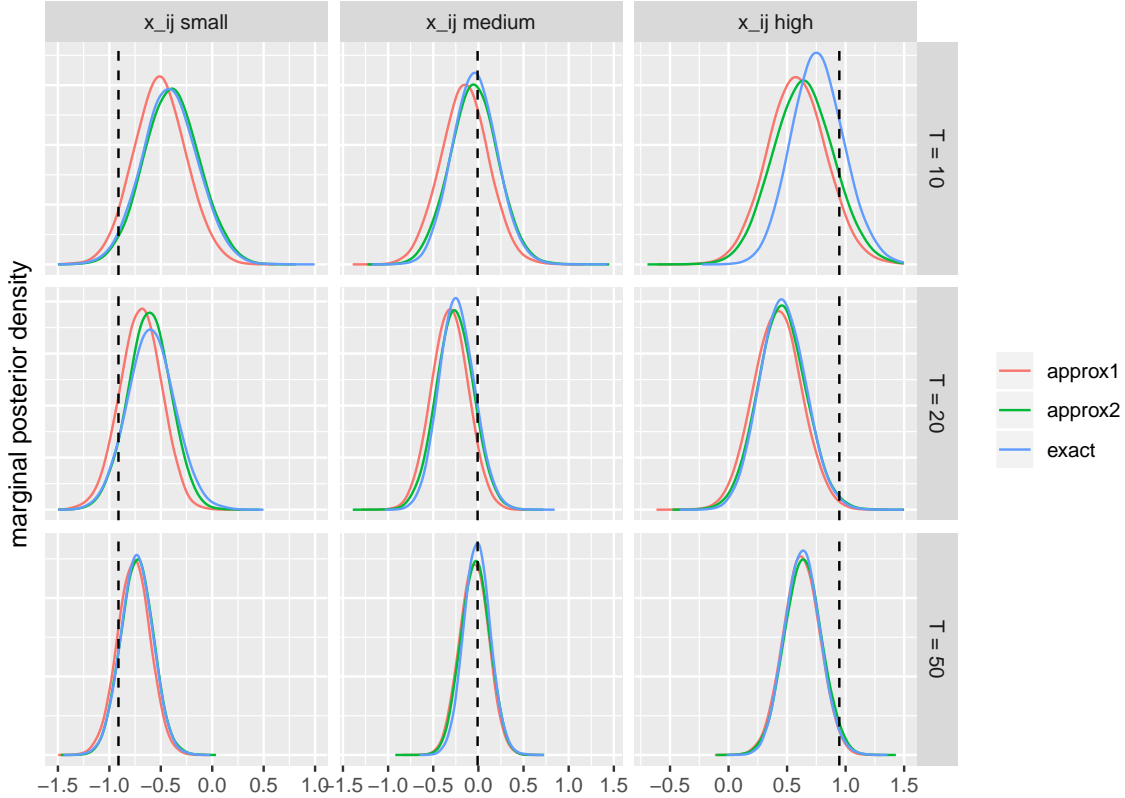 x_ij small
x_ij medium
x_ij high
T = 10
T = 20
T = 50
marginal posterior density
approx1
approx2
exact
−1.5 −1.0 −0.5 0.0 0.5 1.0
−1.0 −0.5 0.0 0.5 1.0 1.5
−0.5 0.0 0.5 1.0 1.5